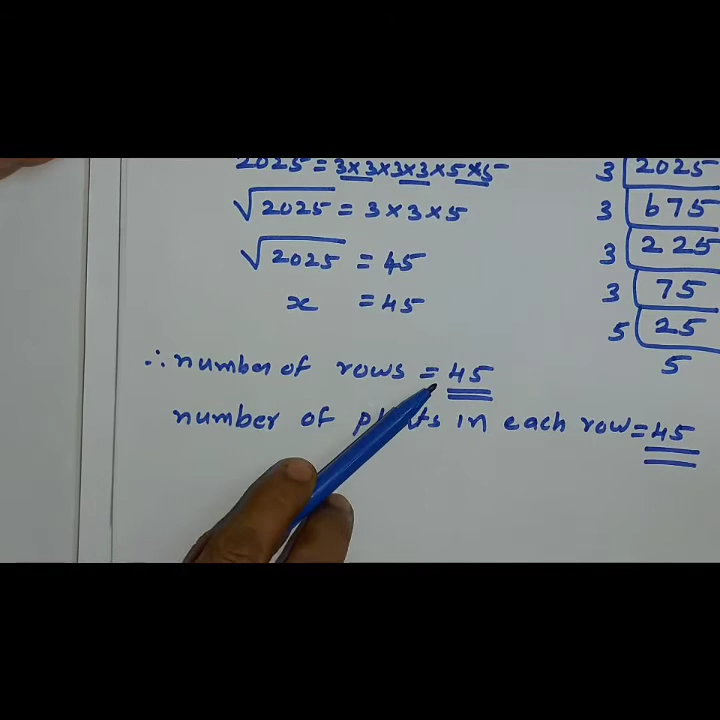 2025 = 3×3×3×3×5×5
√2025 = 3×3×5
√2025 = 45
x = 45
∴ number of rows = 45
number of plants in each row = 45
3 2025
3 675
3 225
3 75
5 25
5